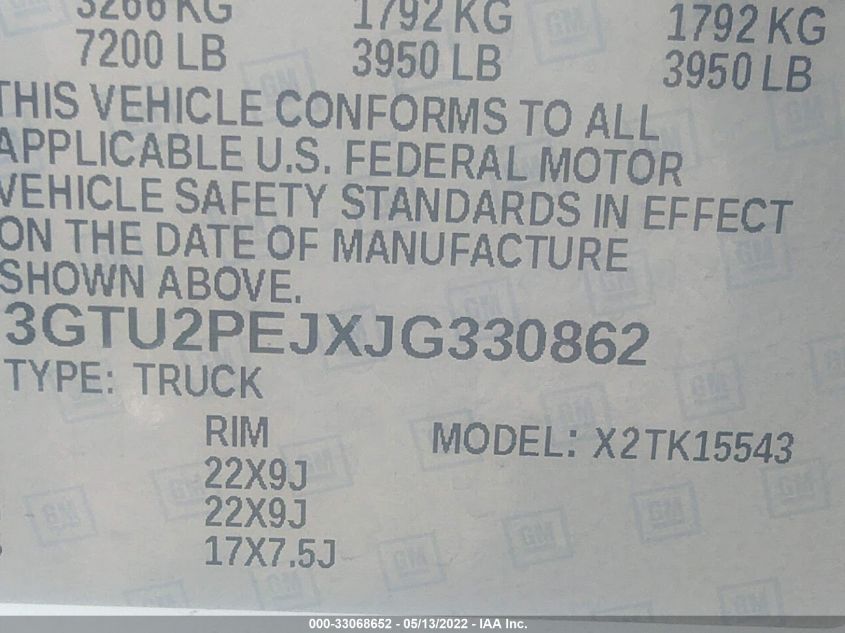 3266 KG 1792 KG 1792 KG
7200 LB 3950 LB 3950 LB
THIS VEHICLE CONFORMS TO ALL
APPLICABLE U.S. FEDERAL MOTOR
VEHICLE SAFETY STANDARDS IN EFFECT
ON THE DATE OF MANUFACTURE
SHOWN ABOVE.
3GTU2PEJXJG330862
TYPE: TRUCK
RIM MODEL: X2TK15543
22X9J
22X9J
17X7.5J
000-33068652 - 05/13/2022 - IAA Inc.